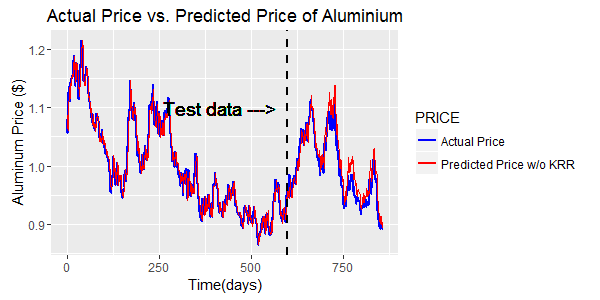 Actual Price vs. Predicted Price of Aluminium
Aluminum Price ($)
1.2
1.1
1.0
0.9
Test data --->
0
250
500
750
Time(days)
PRICE
Actual Price
Predicted Price w/o KRR